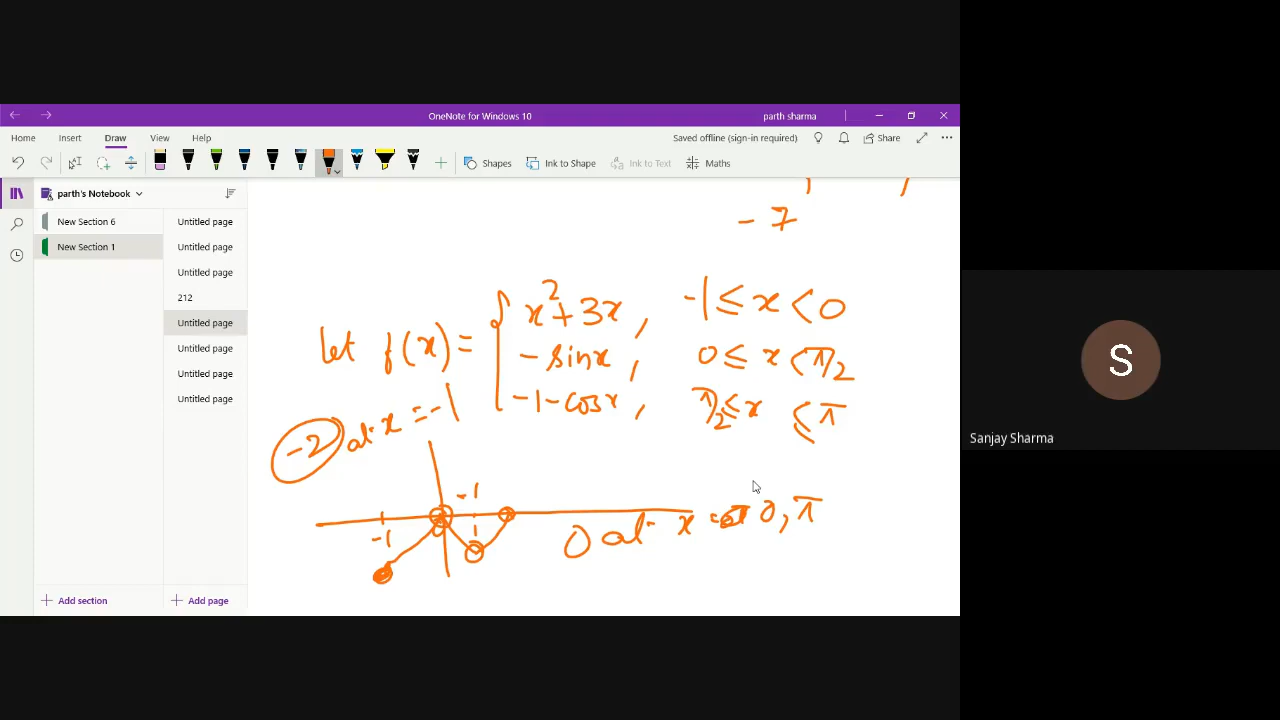 OneNote for Windows 10
parth sharma
Home Insert Draw View Help
Saved offline (sign-in required)
Share
Shapes
Ink to Shape
Ink to Text
Maths
parth's Notebook
New Section 6
New Section 1
Untitled page
Untitled page
Untitled page
212
Untitled page
Untitled page
Untitled page
Untitled page
Add section
Add page
- 7
let f(x) = { x²+3x, -1 ≤ x < 0
- sinx, 0 ≤ x < π/2
-1-cosx, π/2 ≤ x ≤ π
-2 at x = -1
-1
-1
0 at x 0, π
S
Sanjay Sharma